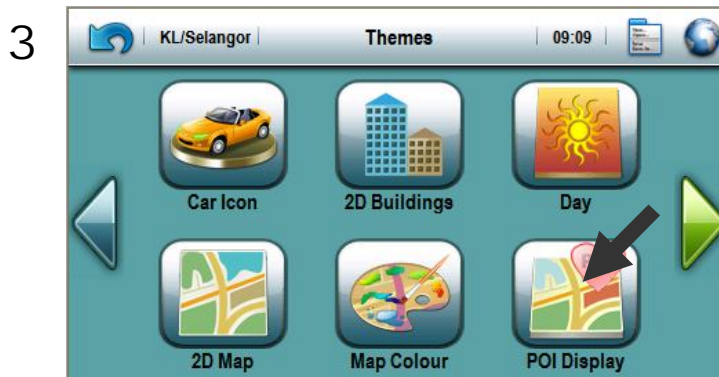 3
KL/Selangor Themes 09:09
Car Icon 2D Buildings Day
2D Map Map Colour POI Display